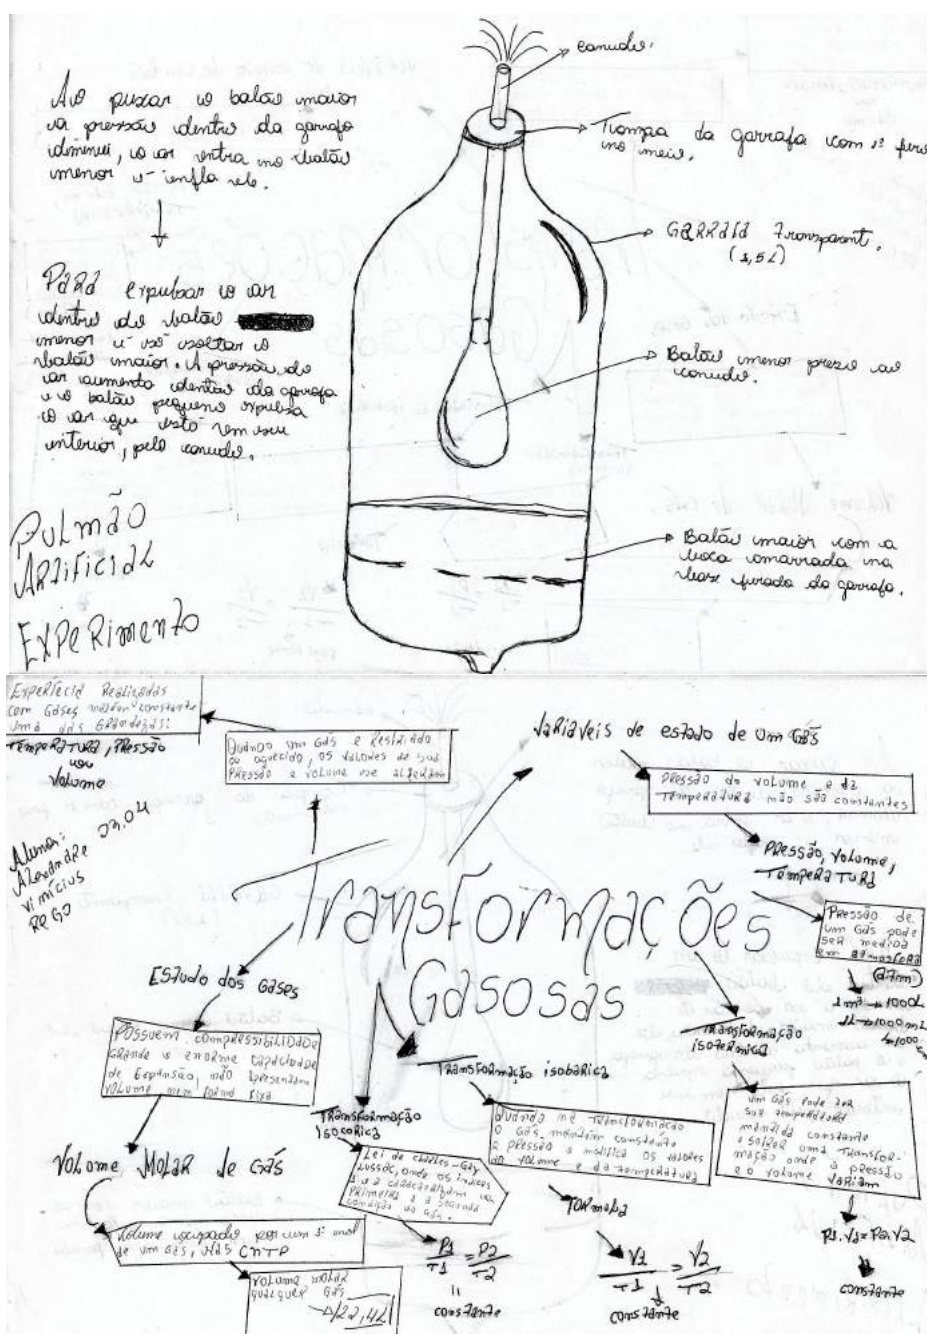 Ao puxar o balão maior
a pressão dentro da garrafa
diminui, o ar entra no balão
menor e infla ele.
Para expulsar o ar
dentro do balão
menor é só soltar o
balão maior. A pressão do
ar aumenta dentro da garrafa
e o balão pequeno expulsa
o ar que está em seu
interior, pelo canudo.
Pulmão
Artificial
Experimento
canudo.
Tampa da garrafa com 1 furo
no meio.
Garrafa transparent.
(1,5L)
Balão menor preso ao
canudo.
Balão maior com a
boca amarrada na
base furada da garrafa.
Experiecia Realizadas
com Gases mantém constante
uma das Grandezas:
Temperatura, Pressão
ou
Volume
Quando um Gás é Resfriado
ou aquecido, os valores de sua
Pressão e volume se alteram
Variaveis de estado de um Gás
Pressão do volume e da
Temperatura não são constantes
Pressão, volume,
Temperatura
Pressão de
um Gás pode
ser medida
em atmosfera
(atm)
1m³ → 1000L
1L → 1000mL
Alunos:
Alexandre
Vinícius
Rego
Transformações
Gasosas
Estudo dos Gases
Possuem compressibilidade
Grande e enorme capacidade
de Espansão, não apresentam
volume nem forma fixa
Volume Molar de Gás
Volume ocupado por um 1 mol
de um Gás, nas CNTP
Volume molar
qualquer Gás
→ 22,4L
Transformação
Isocorica
Lei de Charles-Gay
Lussac, onde os índices
1 e 2 caracterizam a
primeira e a segunda
condição do Gás.
P1/T1 = P2/T2
=
constante
Transformação isobarica
Quando na transformação
o Gás mantém constante
a pressão e modifica os valores
do volume e da temperatura
Formula
V1/T1 = V2/T2
constante
Transformação
isotermica
Um Gás pode ter
sua temperatura
mantida constante
e sofrer uma transfor-
mação onde a pressão
e o volume variam
P1.V1=P2.V2
constante